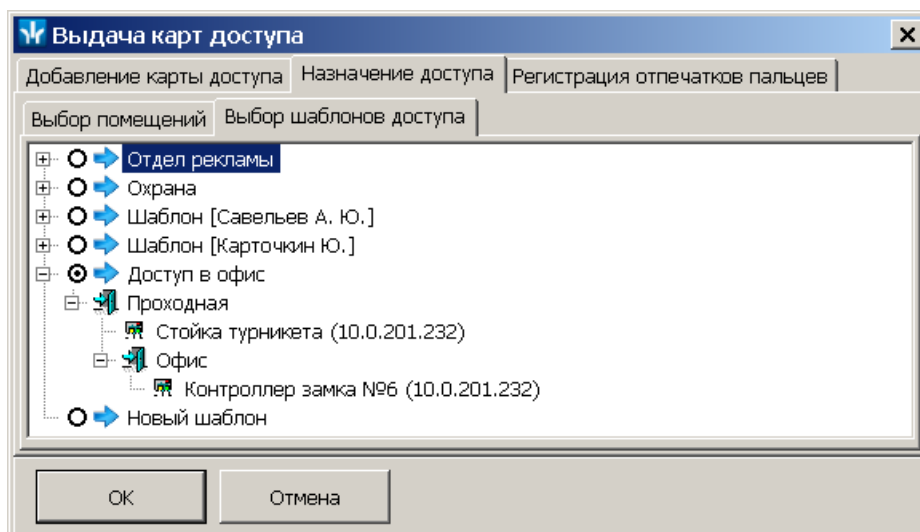 Выдача карт доступа
Добавление карты доступа Назначение доступа Регистрация отпечатков пальцев
Выбор помещений Выбор шаблонов доступа
Отдел рекламы
Охрана
Шаблон [Савельев А. Ю.]
Шаблон [Карточкин Ю.]
Доступ в офис
Проходная
Стойка турникета (10.0.201.232)
Офис
Контроллер замка №6 (10.0.201.232)
Новый шаблон
ОК Отмена